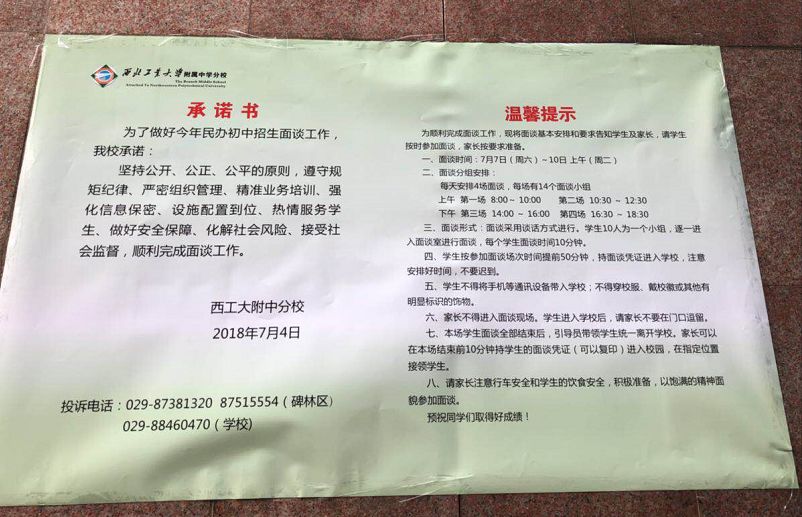 西北工业大学附属中学分校
The Branch Middle School
Attached To Northwestern Polytechnical University
承诺书
为了做好今年民办初中招生面谈工作，
我校承诺：
坚持公开、公正、公平的原则，遵守规
矩纪律、严密组织管理、精准业务培训、强
化信息保密、设施配置到位、热情服务学
生、做好安全保障、化解社会风险、接受社
会监督，顺利完成面谈工作。
西工大附中分校
2018年7月4日
投诉电话：029-87381320 87515554（碑林区）
029-88460470（学校）
温馨提示
为顺利完成面谈工作，现将面谈基本安排和要求告知学生及家长，请学生
按时参加面谈，家长按要求准备。
一、面谈时间：7月7日（周六）～10日 上午（周二）
二、面谈分组安排：
每天安排4场面谈，每场有14个面谈小组
上午 第一场 8:00～10:00 第二场 10:30～12:30
下午 第三场 14:00～16:00 第四场 16:30～18:30
三、面谈形式：面谈采用谈话方式进行。学生10人为一个小组，逐一进
入面谈室进行面谈，每个学生面谈时间10分钟。
四、学生按参加面谈场次时间提前50分钟，持面谈凭证进入学校，注意
安排好时间，不要迟到。
五、学生不得将手机等通讯设备带入学校；不得穿校服、戴校徽或其他有
明显标识的饰物。
六、家长不得进入面谈现场。学生进入学校后，请家长不要在门口逗留。
七、本场学生面谈全部结束后，引导员带领学生统一离开学校。家长可以
在本场结束前10分钟持学生的面谈凭证（可以复印）进入校园，在指定位置
接领学生。
八、请家长注意行车安全和学生的饮食安全，积极准备，以饱满的精神面
貌参加面谈。
预祝同学们取得好成绩！